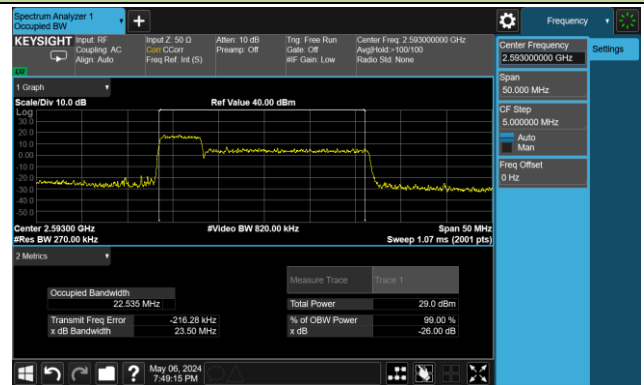 Spectrum Analyzer 1
Occupied BW
Frequency
KEYSIGHT
Input: RF
Coupling: AC
Align: Auto
Input Z: 50 Ω
Corr CCorr
Freq Ref: Int (S)
Atten: 10 dB
Preamp: Off
Trig: Free Run
Gate: Off
#IF Gain: Low
Center Freq: 2.593000000 GHz
Avg|Hold:>100/100
Radio Std: None
Center Frequency
2.593000000 GHz
Settings
Span
50.000 MHz
CF Step
5.000000 MHz
Auto
Man
Freq Offset
0 Hz
1 Graph
Scale/Div 10.0 dB
Ref Value 40.00 dBm
Log
30.0
20.0
10.0
0.00
-10.0
-20.0
-30.0
-40.0
-50.0
Center 2.59300 GHz
#Video BW 820.00 kHz
Span 50 MHz
#Res BW 270.00 kHz
Sweep 1.07 ms (2001 pts)
2 Metrics
Measure Trace
Trace 1
Occupied Bandwidth
22.535 MHz
Total Power
29.0 dBm
Transmit Freq Error
-216.28 kHz
% of OBW Power
99.00 %
x dB Bandwidth
23.50 MHz
x dB
-26.00 dB
May 06, 2024
7:49:15 PM